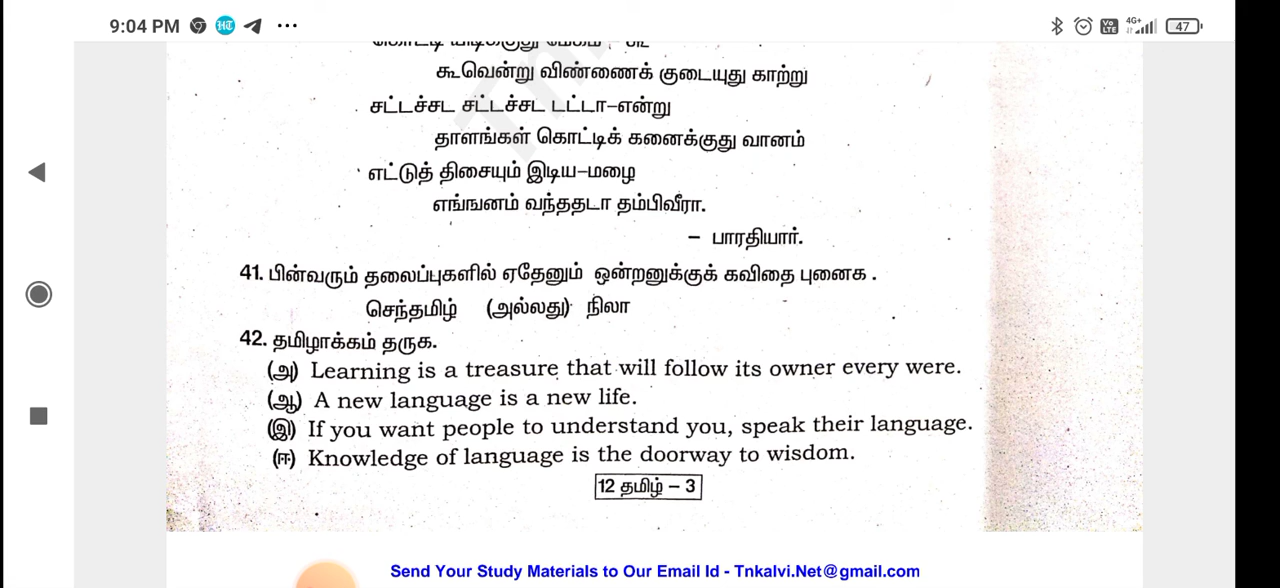 9:04 PM
4G+
47
கூவென்று விண்ணைக் குடையுது காற்று
சட்டச்சட சட்டச்சட டட்டா-என்று
தாளங்கள் கொட்டிக் கனைக்குது வானம்
எட்டுத் திசையும் இடிய-மழை
எங்ஙனம் வந்ததடா தம்பிவீரா.
– பாரதியார்.
41. பின்வரும் தலைப்புகளில் ஏதேனும் ஒன்றனுக்குக் கவிதை புனைக .
செந்தமிழ் (அல்லது) நிலா
42. தமிழாக்கம் தருக.
(அ) Learning is a treasure that will follow its owner every were.
(ஆ) A new language is a new life.
(இ) If you want people to understand you, speak their language.
(ஈ) Knowledge of language is the doorway to wisdom.
12 தமிழ் – 3
Send Your Study Materials to Our Email Id - Tnkalvi.Net@gmail.com